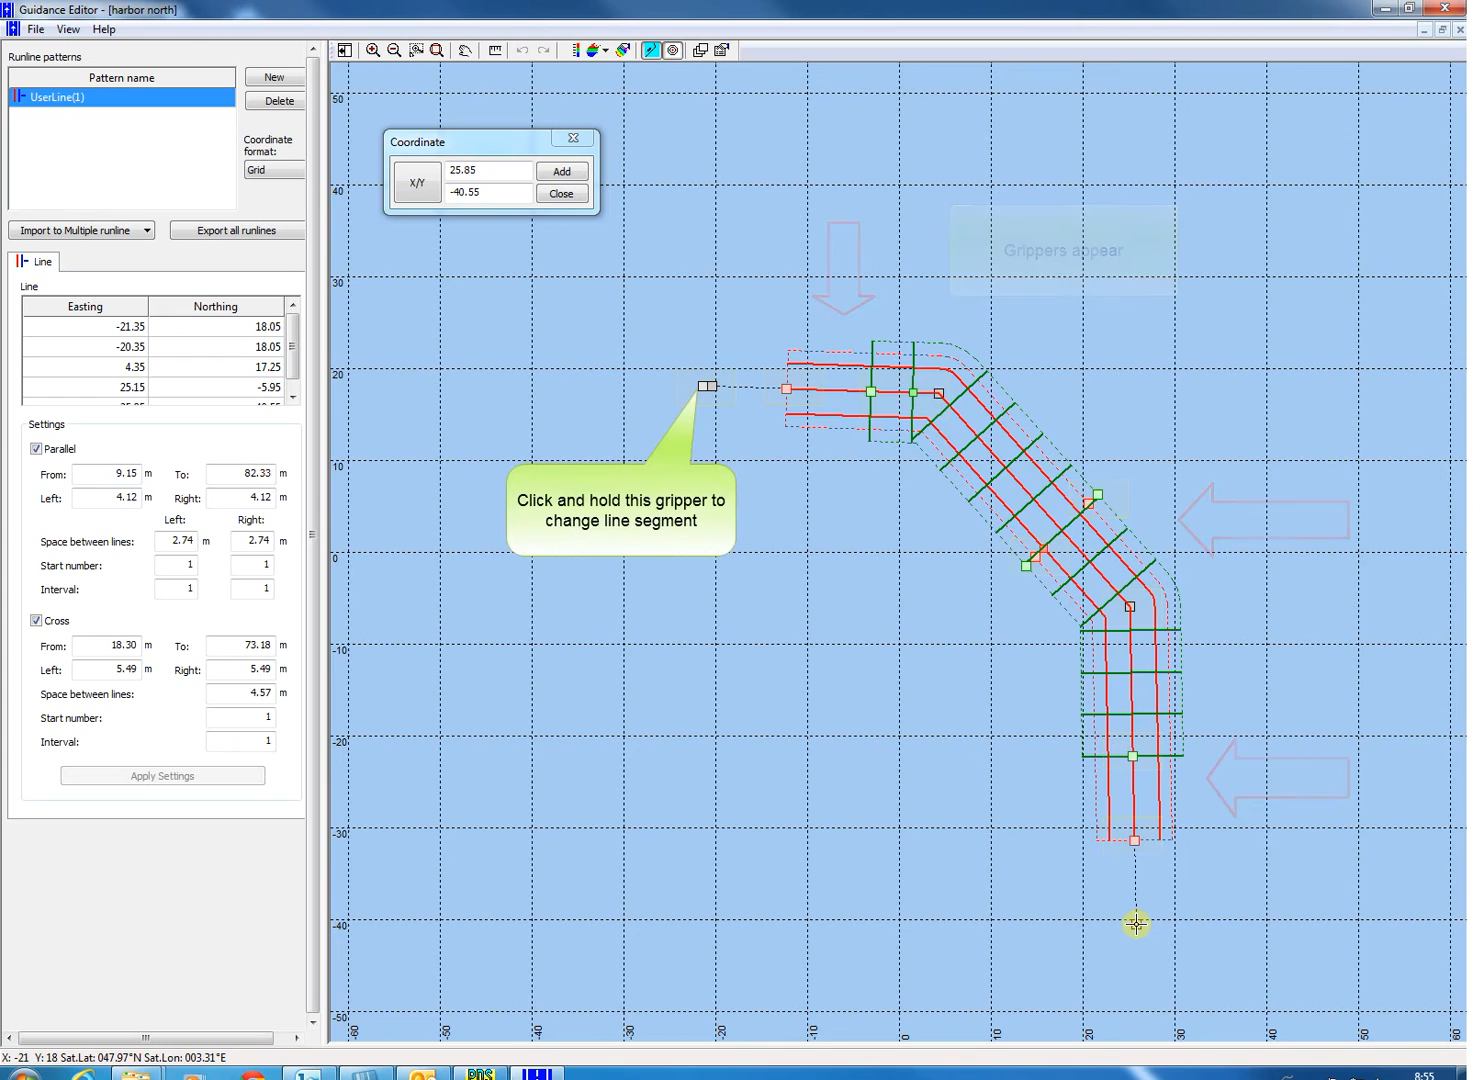 Guidance Editor - [harbor north]
File View Help
Runline patterns
Pattern name
UserLine(1)
New
Delete
Coordinate
format:
Grid
Import to Multiple runline
Export all runlines
Line
Line
Easting Northing
-21.35 18.05
-20.35 18.05
4.35 17.25
25.15 -5.95
25.85 -40.55
Settings
Parallel
From: 9.15 m To: 82.33 m
Left: 4.12 m Right: 4.12 m
Left: Right:
Space between lines: 2.74 m 2.74 m
Start number: 1 1
Interval: 1 1
Cross
From: 18.30 m To: 73.18 m
Left: 5.49 m Right: 5.49 m
Space between lines: 4.57 m
Start number: 1
Interval: 1
Apply Settings
Coordinate
X/Y
25.85
Add
-40.55
Close
Grippers appear
Click and hold this gripper to
change line segment
50
40
30
20
10
0
-10
-20
-30
-40
-50
-60 -50 -40 -30 -20 -10 0 10 20 30 40 50 60
X: -21 Y: 18 Sat.Lat: 047.97°N Sat.Lon: 003.31°E
PDS
8:55